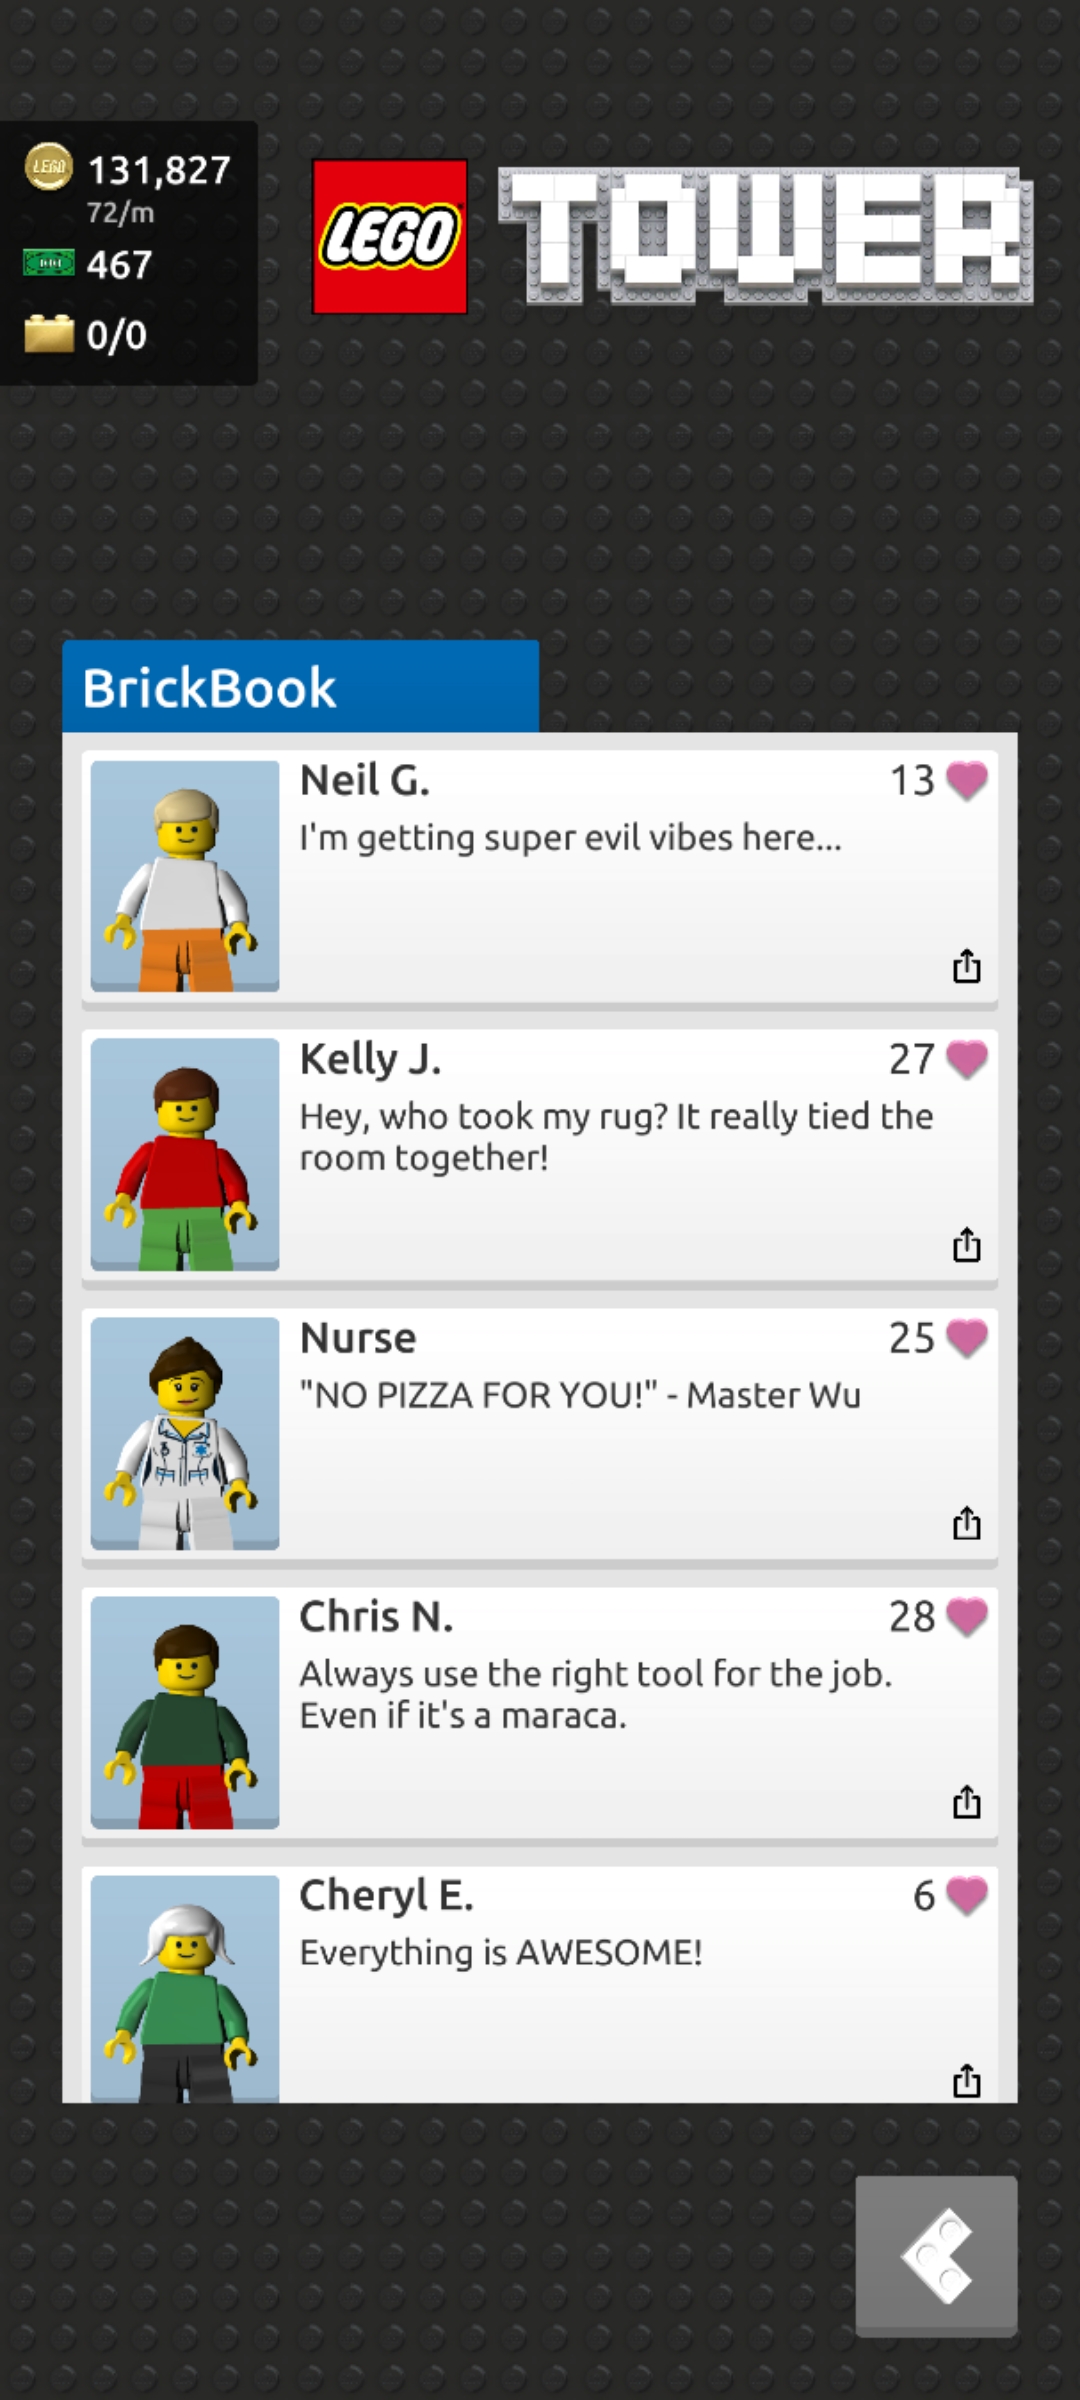 LEGO
131,827
72/m
467
0/0
LEGO
TOWER
BrickBook
Neil G.
13
I'm getting super evil vibes here...
Kelly J.
27
Hey, who took my rug? It really tied the
room together!
Nurse
25
"NO PIZZA FOR YOU!" - Master Wu
Chris N.
28
Always use the right tool for the job.
Even if it's a maraca.
Cheryl E.
6
Everything is AWESOME!